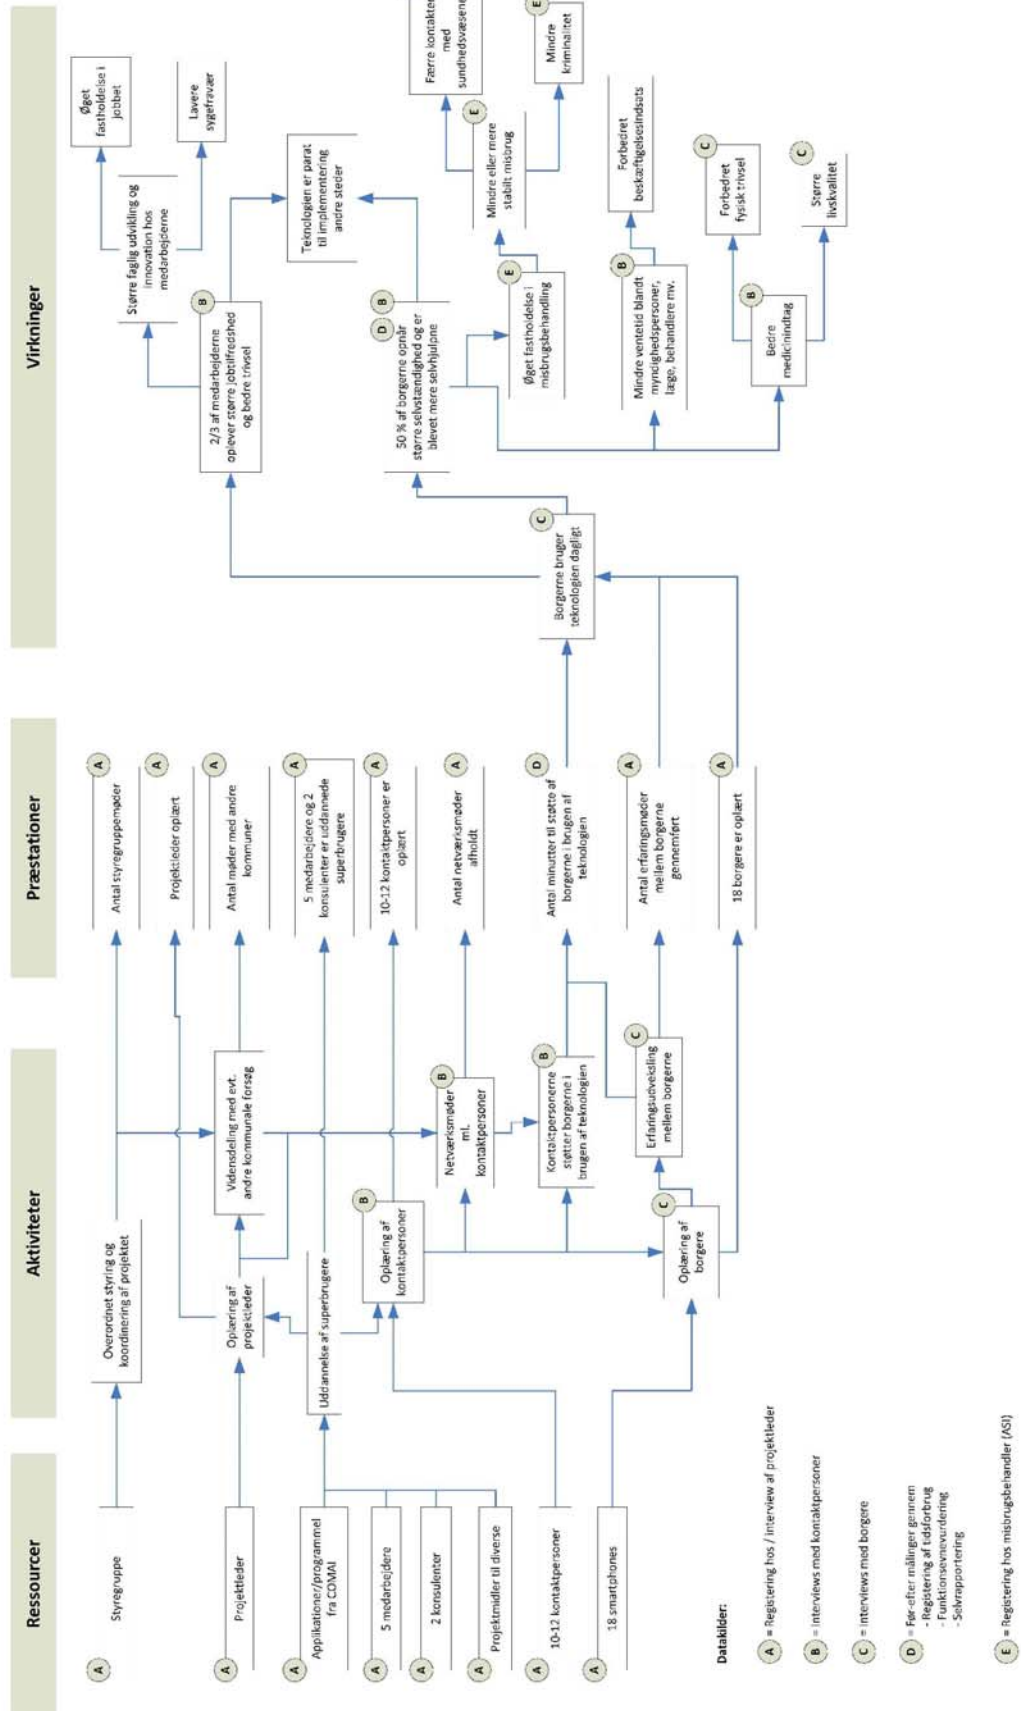 Ressourcer
Aktiviteter
Præstationer
Virkninger
A
Styregruppe
A
Projektleder
A
Applikationer/programmel
fra COMAI
A
5 medarbejdere
A
2 konsulenter
A
Projektmidler til diverse
A
10-12 kontaktpersoner
A
18 smartphones
Overordnet styring og
koordinering af projektet
Oplæring af
projektleder
Vidensdeling med evt.
andre kommunale forsøg
Uddannelse af superbrugere
B
Oplæring af
kontaktpersoner
B
Netværksmøder
ml.
kontaktpersoner
B
Kontaktpersonerne
støtter borgerne i
brugen af teknologien
C
Erfaringsudveksling
mellem borgerne
C
Oplæring af
borgere
A
Antal styregruppemøder
A
Projektleder oplært
A
Antal møder med andre
kommuner
A
5 medarbejdere og 2
konsulenter er uddannede
superbrugere
A
10-12 kontaktpersoner er
oplært
A
Antal netværksmøder
afholdt
D
Antal minutter til støtte af
borgerne i brugen af
teknologien
A
Antal erfaringsmøder
mellem borgerne
gennemført
A
18 borgere er oplært
C
Borgerne bruger
teknologien dagligt
B
2/3 af medarbejderne
oplever større jobtilfredshed
og bedre trivsel
Større faglig udvikling og
innovation hos
medarbejderne
Øget
fastholdelse i
jobbet
Lavere
sygefravær
Teknologien er parat
til implementering
andre steder
D
B
50 % af borgerne opnår
større selvstændighed og er
blevet mere selvhjulpne
E
Øget fastholdelse i
misbrugsbehandling
E
Mindre eller mere
stabilt misbrug
Færre kontakter
med
sundhedsvæsenet
E
Mindre
kriminalitet
B
Mindre ventetid blandt
myndighedspersoner,
læge, behandlere mv.
Forbedret
beskæftigelsesindsats
B
Bedre
medicinindtag
C
Forbedret
fysisk trivsel
C
Større
livskvalitet
Datakilder:
A = Registering hos / interview af projektleder
B = Interviews med kontaktpersoner
C = Interviews med borgere
D = Før-efter målinger gennem
- Registering af tidsforbrug
- Funktionsevnevurdering
- Selvrapportering
E = Registering hos misbrugsbehandler (ASI)